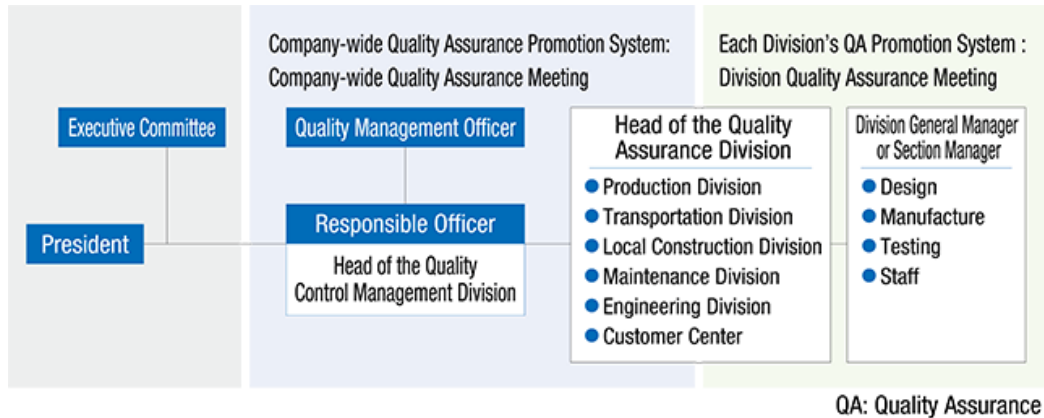 Company-wide Quality Assurance Promotion System:
Company-wide Quality Assurance Meeting
Each Division's QA Promotion System :
Division Quality Assurance Meeting
Executive Committee
President
Quality Management Officer
Responsible Officer
Head of the Quality
Control Management Division
Head of the Quality
Assurance Division
Production Division
Transportation Division
Local Construction Division
Maintenance Division
Engineering Division
Customer Center
Division General Manager
or Section Manager
Design
Manufacture
Testing
Staff
QA: Quality Assurance